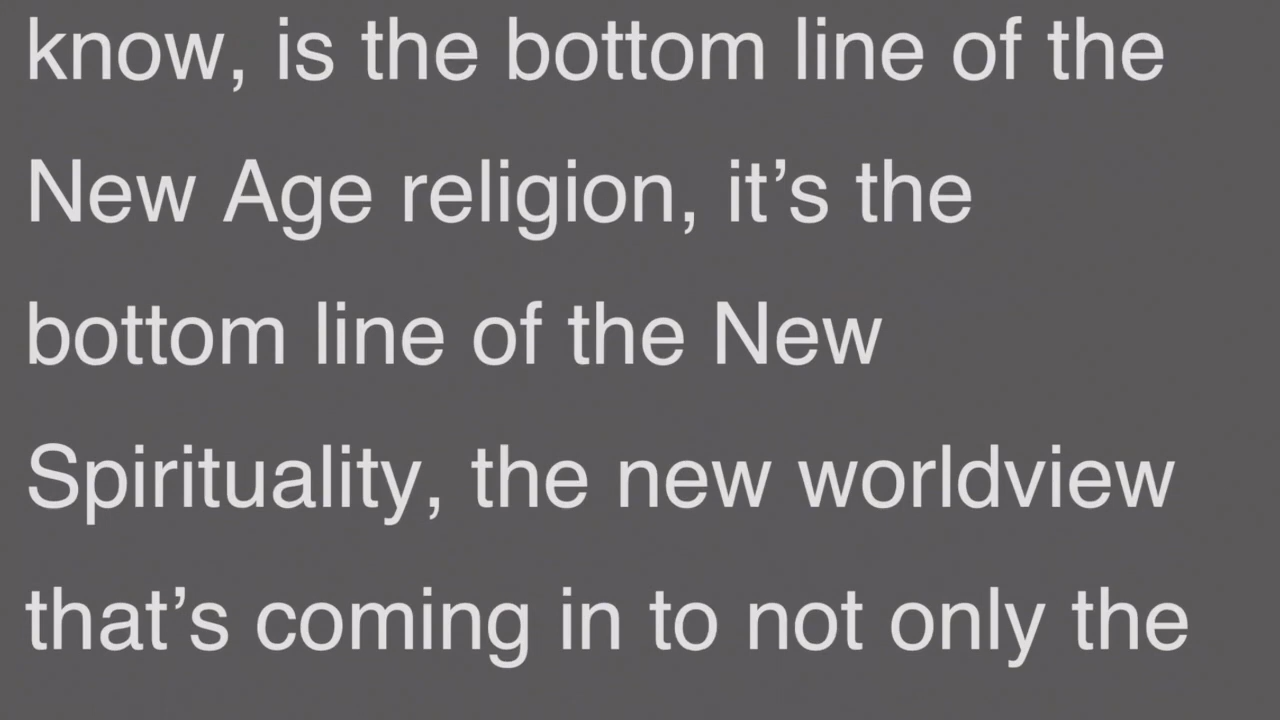 know, is the bottom line of the
New Age religion, it’s the
bottom line of the New
Spirituality, the new worldview
that’s coming in to not only the